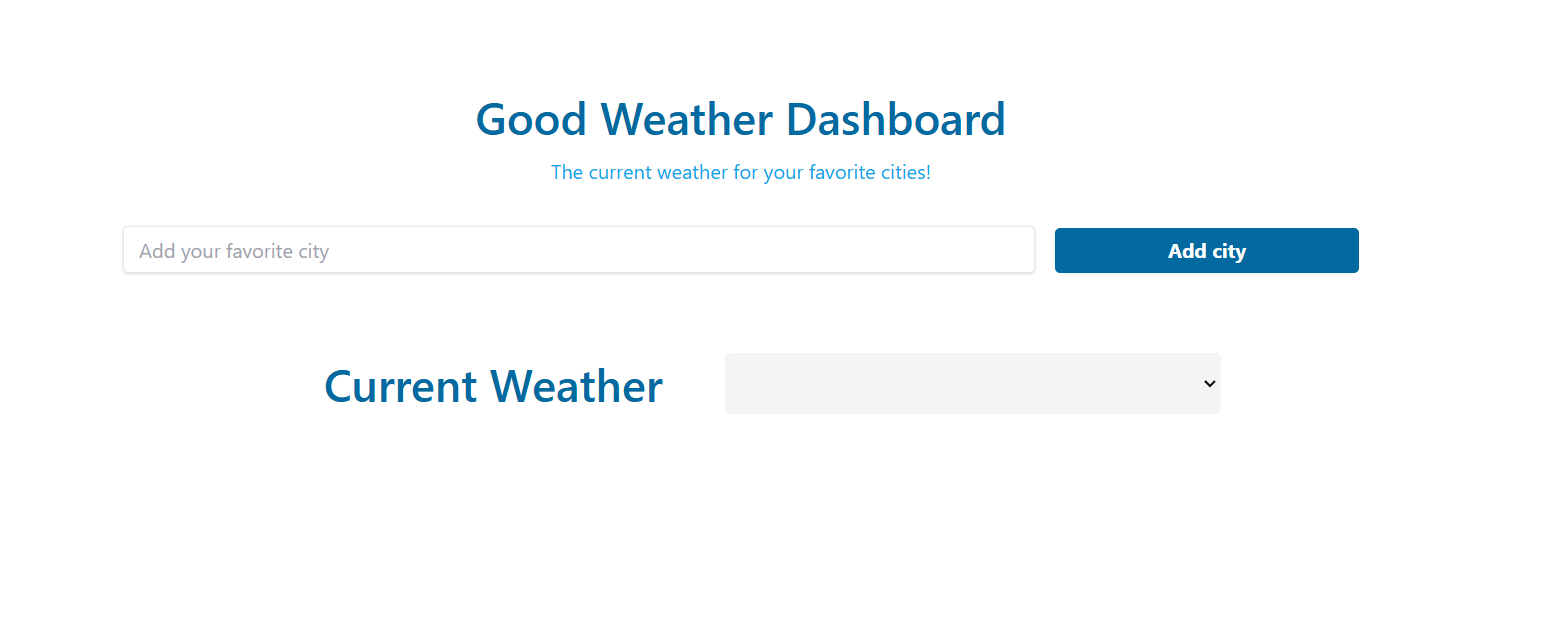 Good Weather Dashboard
The current weather for your favorite cities!
Add your favorite city
Add city
Current Weather